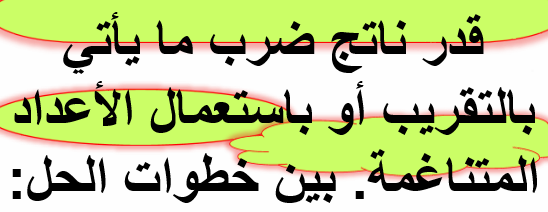 قدر ناتج ضرب ما يأتي
بالتقريب أو باستعمال الأعداد
المتناغمة. بين خطوات الحل: